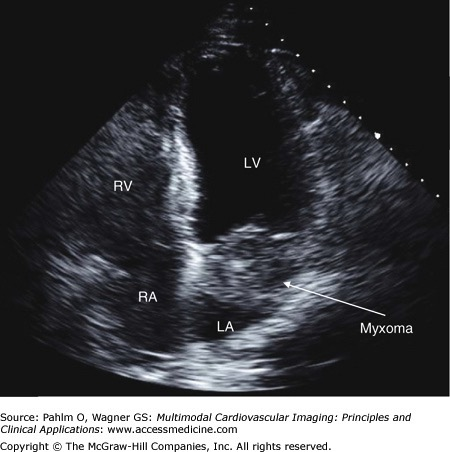 LV
RV
RA
LA
Myxoma
Source: Pahlm O, Wagner GS: Multimodal Cardiovascular Imaging: Principles and
Clinical Applications: www.accessmedicine.com
Copyright © The McGraw-Hill Companies, Inc. All rights reserved.